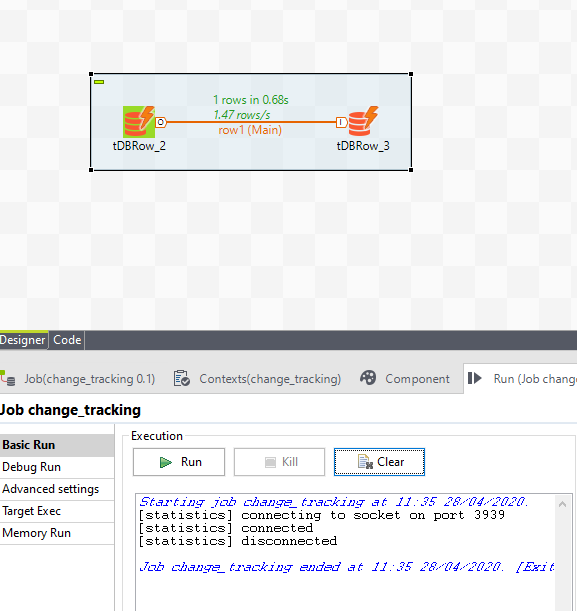 1 rows in 0.68s
1.47 rows/s
row1 (Main)
tDBRow_2
tDBRow_3
Designer Code
Job(change_tracking 0.1) Contexts(change_tracking) Component Run (Job change
Job change_tracking
Basic Run
Debug Run
Advanced settings
Target Exec
Memory Run
Execution
Run Kill Clear
Starting job change_tracking at 11:35 28/04/2020.
[statistics] connecting to socket on port 3939
[statistics] connected
[statistics] disconnected
Job change_tracking ended at 11:35 28/04/2020. [Exit